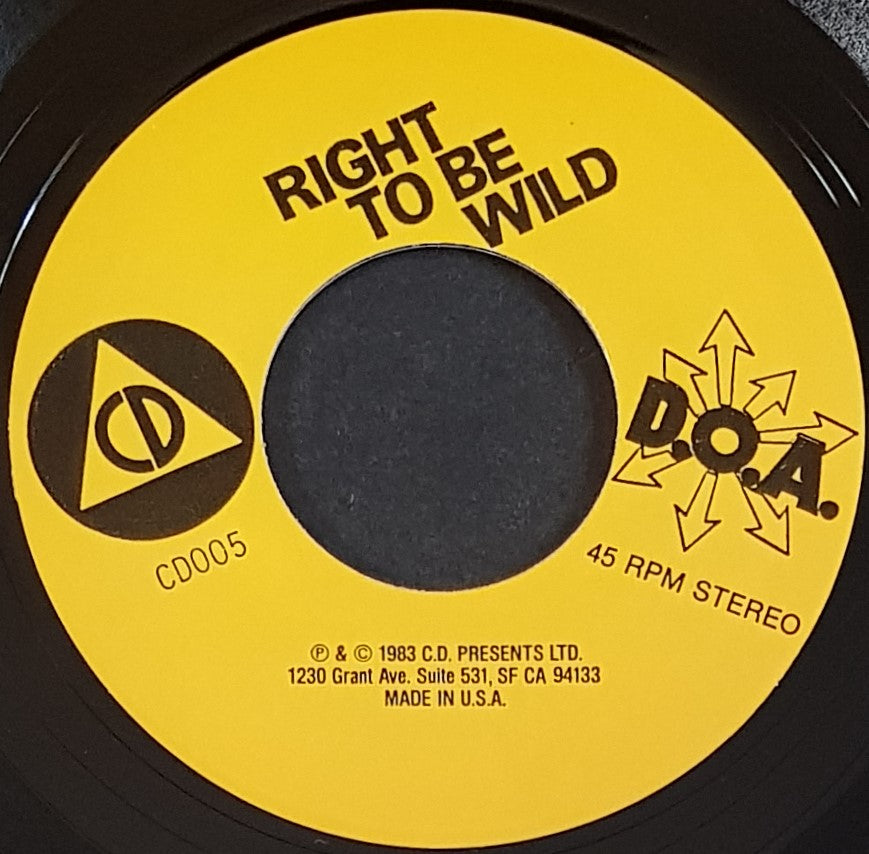 RIGHT
TO BE
WILD
CD
CD005
D.O.A.
45 RPM STEREO
℗ & © 1983 C.D. PRESENTS LTD.
1230 Grant Ave. Suite 531, SF CA 94133
MADE IN U.S.A.